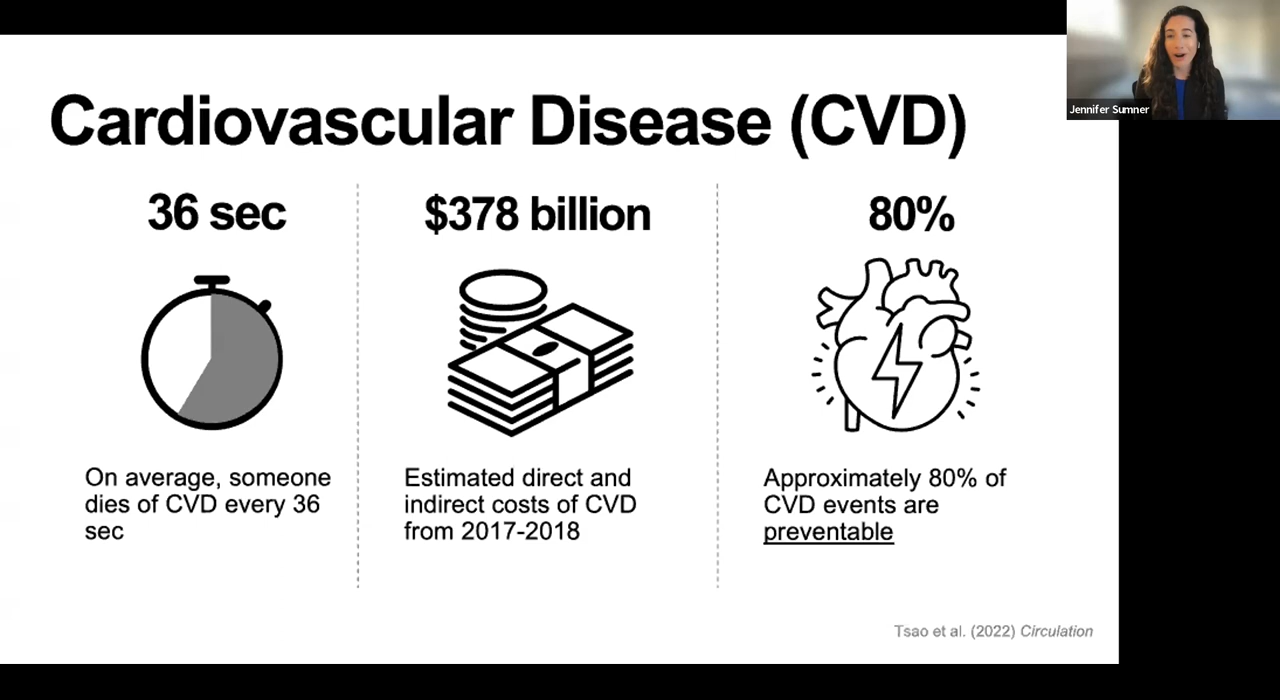 Jennifer Sumner
Cardiovascular Disease (CVD)
36 sec
On average, someone
dies of CVD every 36
sec
$378 billion
Estimated direct and
indirect costs of CVD
from 2017-2018
80%
Approximately 80% of
CVD events are
preventable
Tsao et al. (2022) Circulation